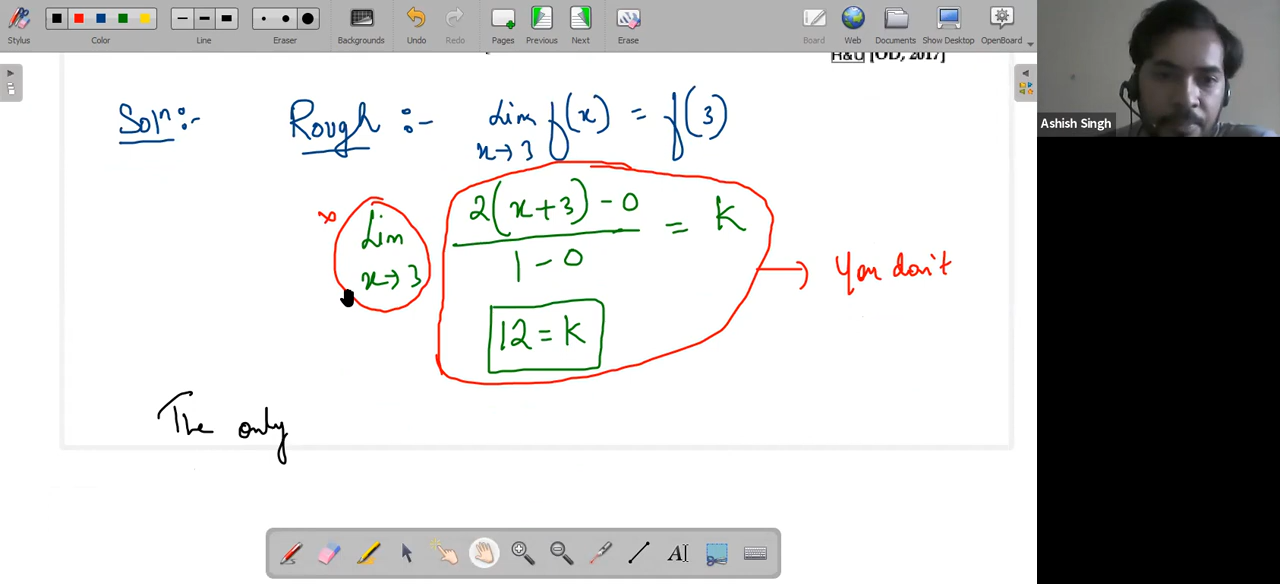 Stylus Color Line Eraser Backgrounds Undo Redo Pages Previous Next Erase Board Web Documents Show Desktop OpenBoard
R&U [OD, 2017]
Ashish Singh
Soln:- Rough :- Lim x→3 f(x) = f(3)
Lim x→3 2(x+3) - 0 / 1 - 0 = k
You don't
12 = k
The only